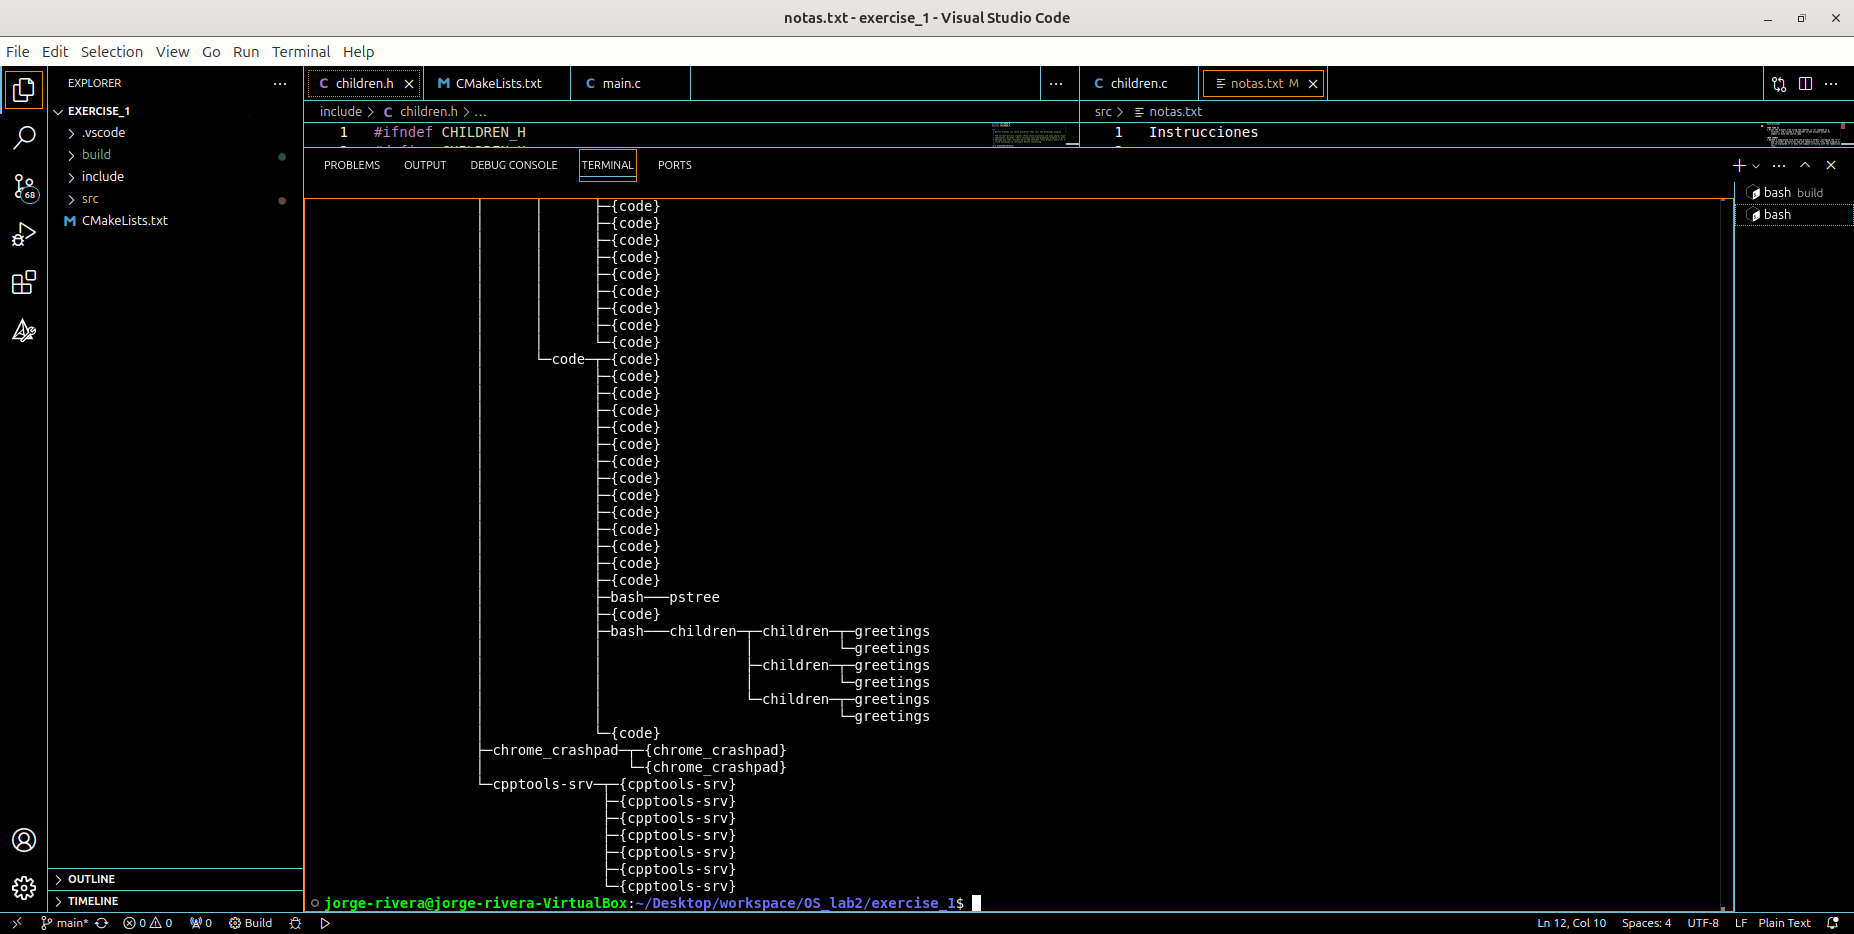 notas.txt - exercise_1 - Visual Studio Code
File Edit Selection View Go Run Terminal Help
EXPLORER
EXERCISE_1
.vscode
build
include
src
CMakeLists.txt
68
OUTLINE
TIMELINE
children.h CMakeLists.txt main.c
include > children.h > ...
1 #ifndef CHILDREN_H
children.c notas.txt M
src > notas.txt
1 Instrucciones
PROBLEMS OUTPUT DEBUG CONSOLE TERMINAL PORTS
bash build
bash
│      │      ├─{code}
│      │      ├─{code}
│      │      ├─{code}
│      │      ├─{code}
│      │      ├─{code}
│      │      ├─{code}
│      │      ├─{code}
│      │      ├─{code}
│      │      └─{code}
│      └─code─┬─{code}
│             ├─{code}
│             ├─{code}
│             ├─{code}
│             ├─{code}
│             ├─{code}
│             ├─{code}
│             ├─{code}
│             ├─{code}
│             ├─{code}
│             ├─{code}
│             ├─{code}
│             ├─{code}
│             ├─{code}
│             ├─bash───pstree
│             ├─{code}
│             ├─bash───children─┬─children─┬─greetings
│             │                 │          └─greetings
│             │                 ├─children─┬─greetings
│             │                 │          └─greetings
│             │                 └─children─┬─greetings
│             │                            └─greetings
│             └─{code}
├─chrome_crashpad─┬─{chrome_crashpad}
│                 └─{chrome_crashpad}
└─cpptools-srv─┬─{cpptools-srv}
               ├─{cpptools-srv}
               ├─{cpptools-srv}
               ├─{cpptools-srv}
               ├─{cpptools-srv}
               ├─{cpptools-srv}
               └─{cpptools-srv}
jorge-rivera@jorge-rivera-VirtualBox:~/Desktop/workspace/OS_lab2/exercise_1$
main* 0 0 0 Build Ln 12, Col 10 Spaces: 4 UTF-8 LF Plain Text